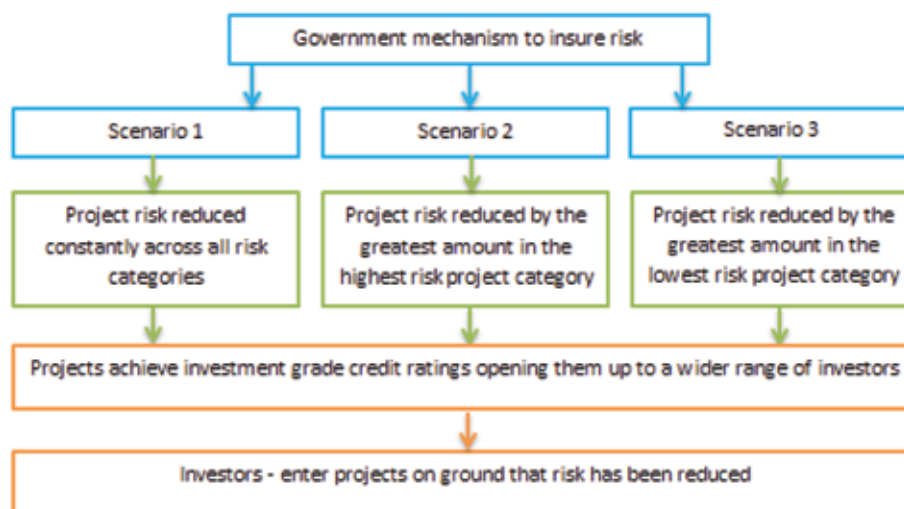 Government mechanism to insure risk
Scenario 1
Scenario 2
Scenario 3
Project risk reduced
constantly across all risk
categories
Project risk reduced by the
greatest amount in the
highest risk project category
Project risk reduced by the
greatest amount in the
lowest risk project category
Projects achieve investment grade credit ratings opening them up to a wider range of investors
Investors - enter projects on ground that risk has been reduced